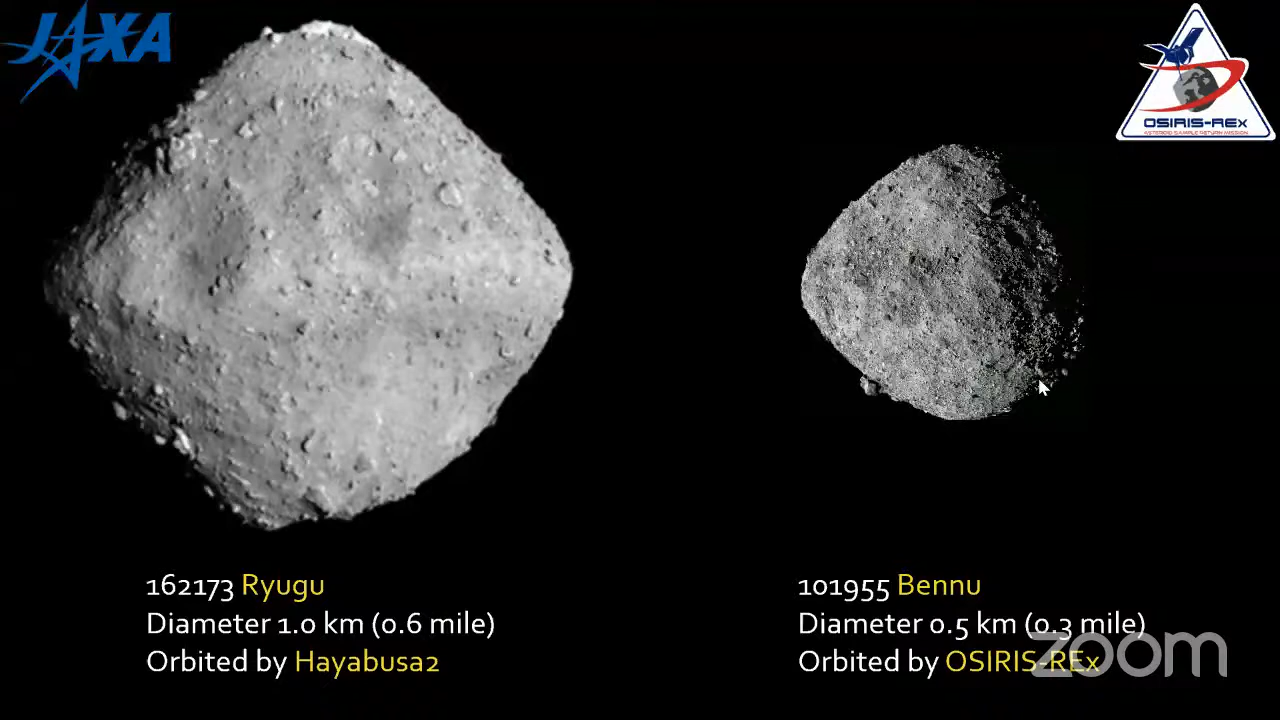 JAXA
OSIRIS-REx
ASTEROID SAMPLE RETURN MISSION
162173 Ryugu
Diameter 1.0 km (0.6 mile)
Orbited by Hayabusa2
101955 Bennu
Diameter 0.5 km (0.3 mile)
Orbited by OSIRIS-REx
zoom